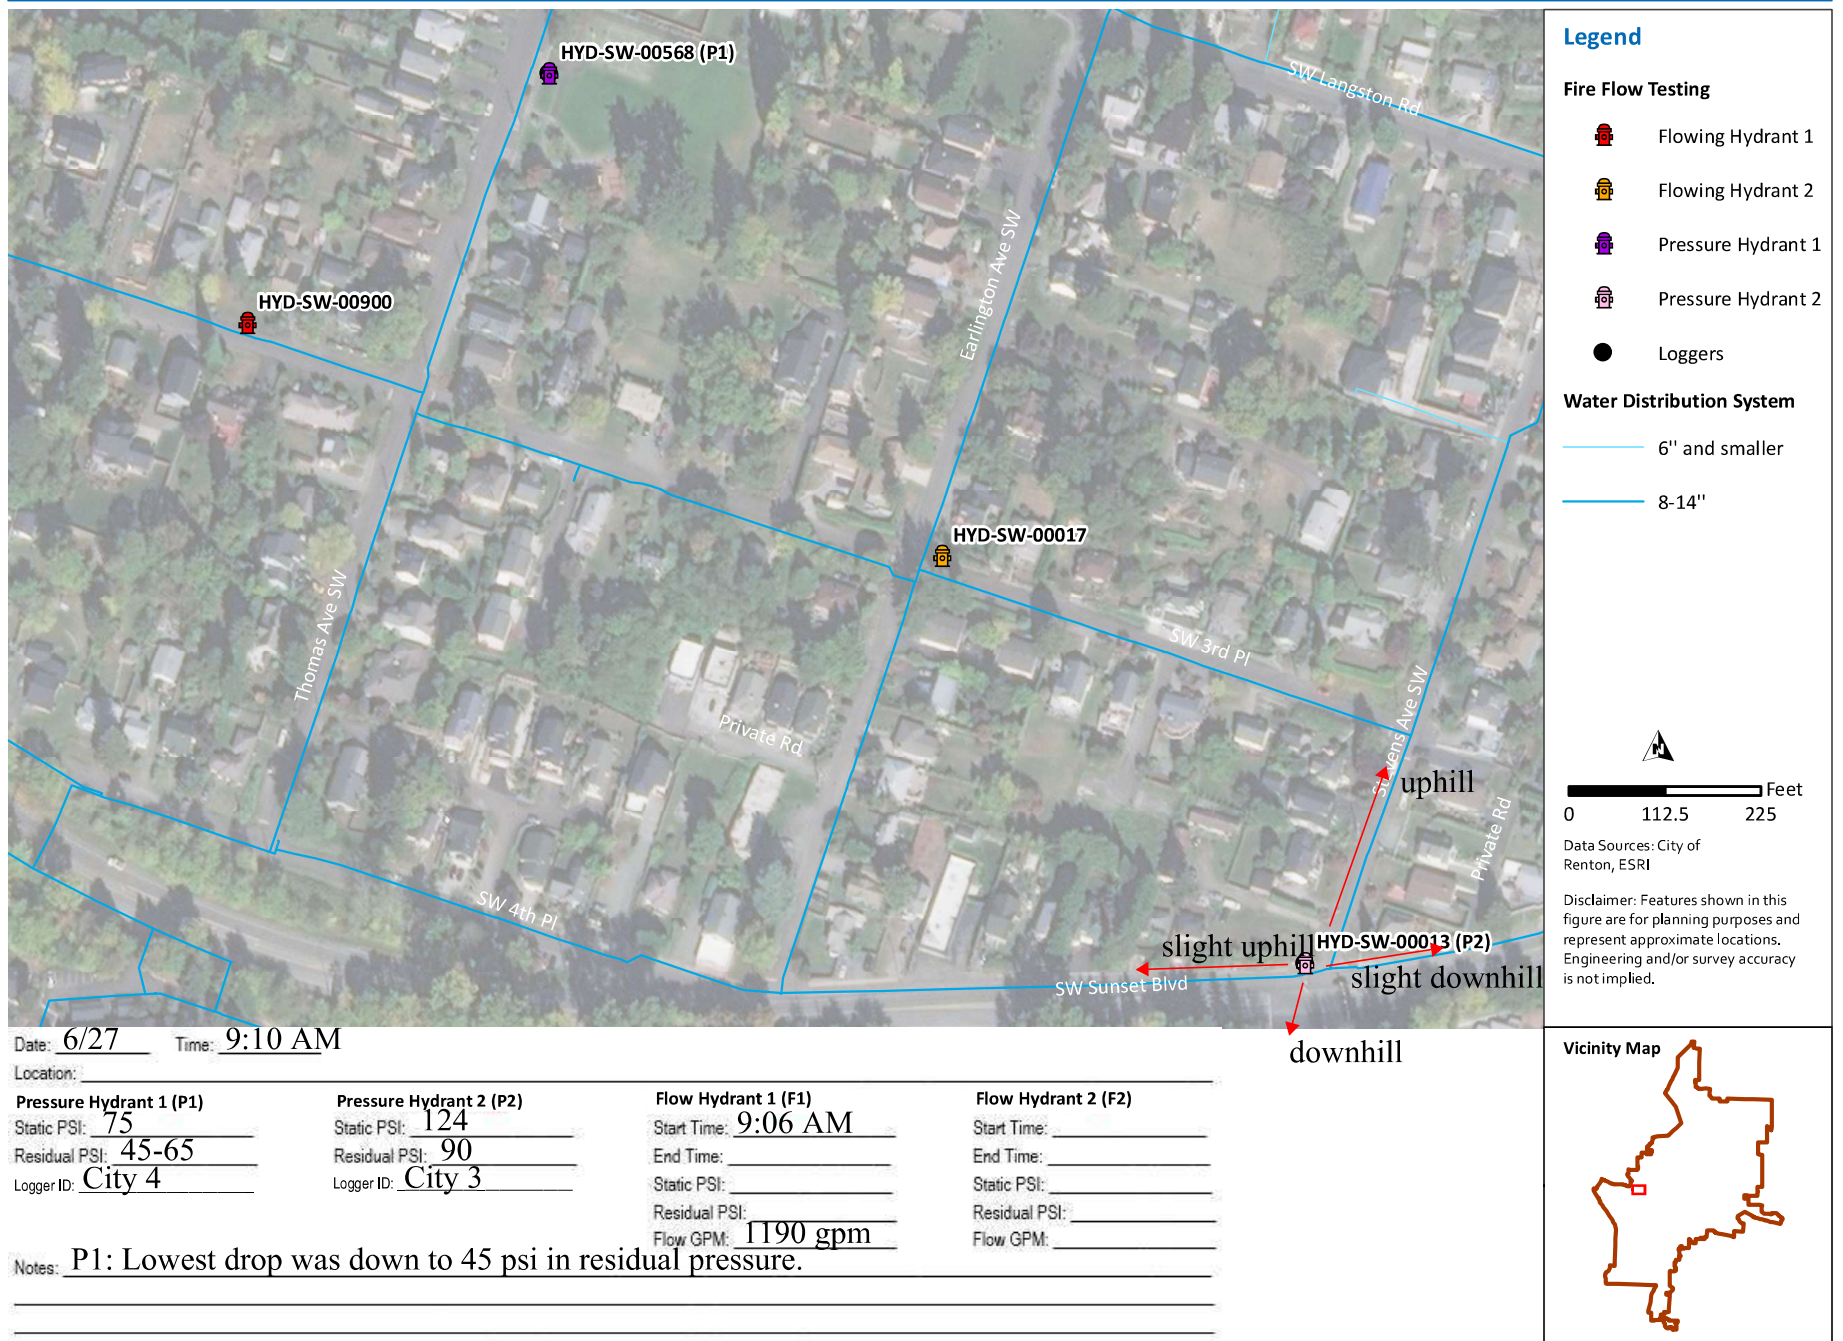 HYD-SW-00568 (P1)
SW Langston Rd
HYD-SW-00900
Earlington Ave SW
HYD-SW-00017
Thomas Ave SW
SW 3rd Pl
Private Rd
Stevens Ave SW
uphill
Private Rd
SW 4th Pl
slight uphill
HYD-SW-00013 (P2)
slight downhill
SW Sunset Blvd
downhill
Legend
Fire Flow Testing
Flowing Hydrant 1
Flowing Hydrant 2
Pressure Hydrant 1
Pressure Hydrant 2
Loggers
Water Distribution System
6'' and smaller
8-14''
N
Feet
0 112.5 225
Data Sources: City of
Renton, ESRI
Disclaimer: Features shown in this
figure are for planning purposes and
represent approximate locations.
Engineering and/or survey accuracy
is not implied.
Vicinity Map
Date: 6/27 Time: 9:10 AM
Location:
Pressure Hydrant 1 (P1)
Static PSI: 75
Residual PSI: 45-65
Logger ID: City 4
Pressure Hydrant 2 (P2)
Static PSI: 124
Residual PSI: 90
Logger ID: City 3
Flow Hydrant 1 (F1)
Start Time: 9:06 AM
End Time:
Static PSI:
Residual PSI:
Flow GPM: 1190 gpm
Flow Hydrant 2 (F2)
Start Time:
End Time:
Static PSI:
Residual PSI:
Flow GPM:
Notes: P1: Lowest drop was down to 45 psi in residual pressure.